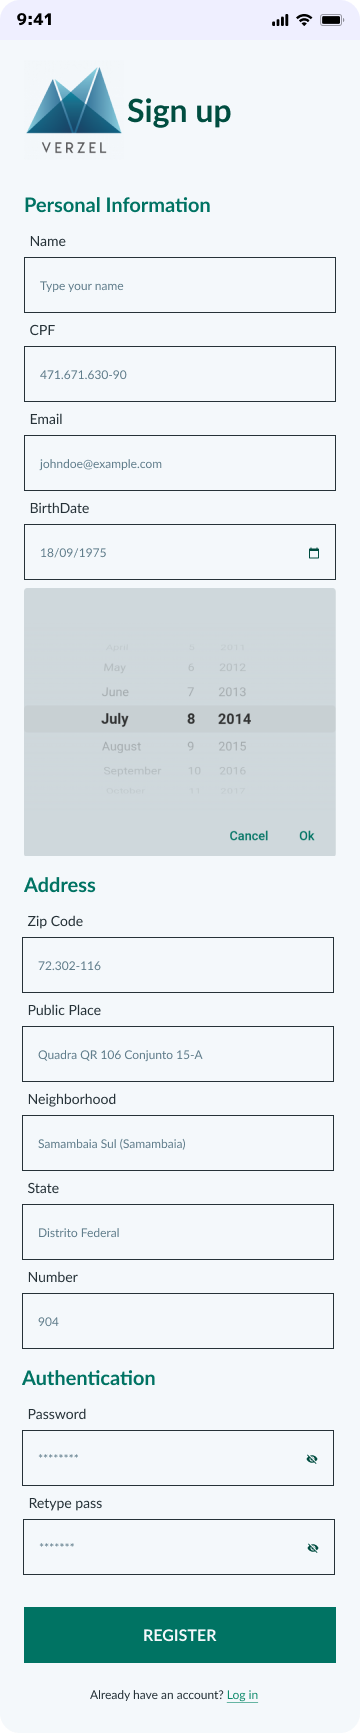 9:41
Sign up
VERZEL
Personal Information
Name
Type your name
CPF
471.671.630-90
Email
johndoe@example.com
BirthDate
18/09/1975
May 6 2012
June 7 2013
July 8 2014
August 9 2015
September 10 2016
October 11 2017
Cancel Ok
Address
Zip Code
72.302-116
Public Place
Quadra QR 106 Conjunto 15-A
Neighborhood
Samambaia Sul (Samambaia)
State
Distrito Federal
Number
904
Authentication
Password
********
Retype pass
*******
REGISTER
Already have an account? Log in